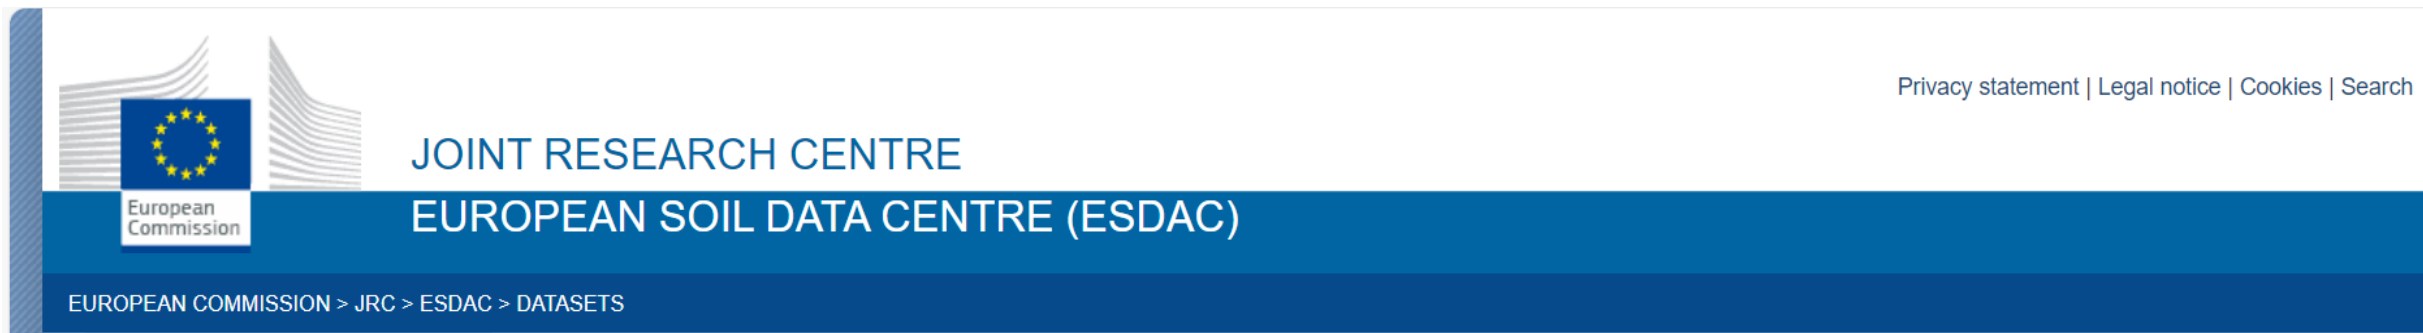 Privacy statement | Legal notice | Cookies | Search
JOINT RESEARCH CENTRE
EUROPEAN SOIL DATA CENTRE (ESDAC)
European
Commission
EUROPEAN COMMISSION > JRC > ESDAC > DATASETS